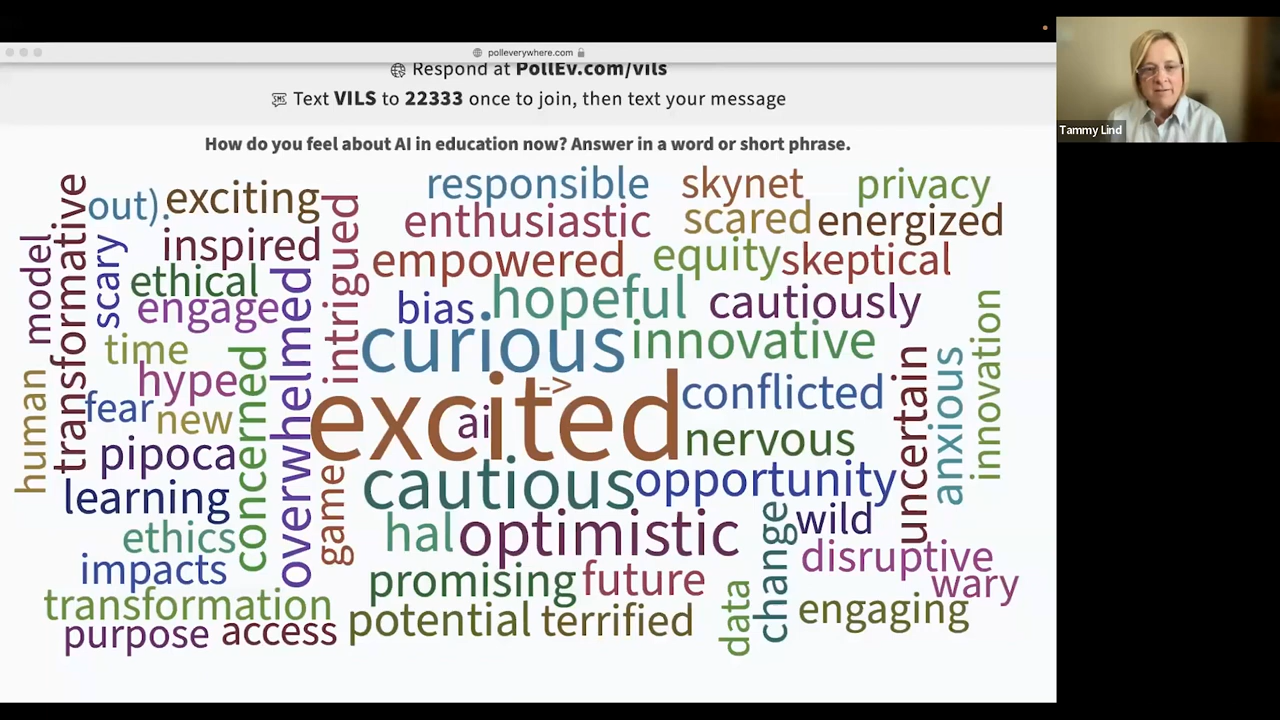 polleverywhere.com
Respond at PollEv.com/vils
Text VILS to 22333 once to join, then text your message
How do you feel about AI in education now? Answer in a word or short phrase.
Tammy Lind
responsible
skynet
privacy
out).
exciting
enthusiastic
scared
energized
inspired
empowered
equity
skeptical
model
transformative
scary
ethical
engage
intrigued
bias
hopeful
cautiously
time
curious
innovative
hype
overwhelmed
->
conflicted
human
fear
new
concerned
excited
ai
nervous
uncertain
anxious
innovation
pipoca
learning
cautious
opportunity
game
ethics
hal
optimistic
wild
change
disruptive
impacts
promising
future
wary
transformation
potential
terrified
data
engaging
purpose
access